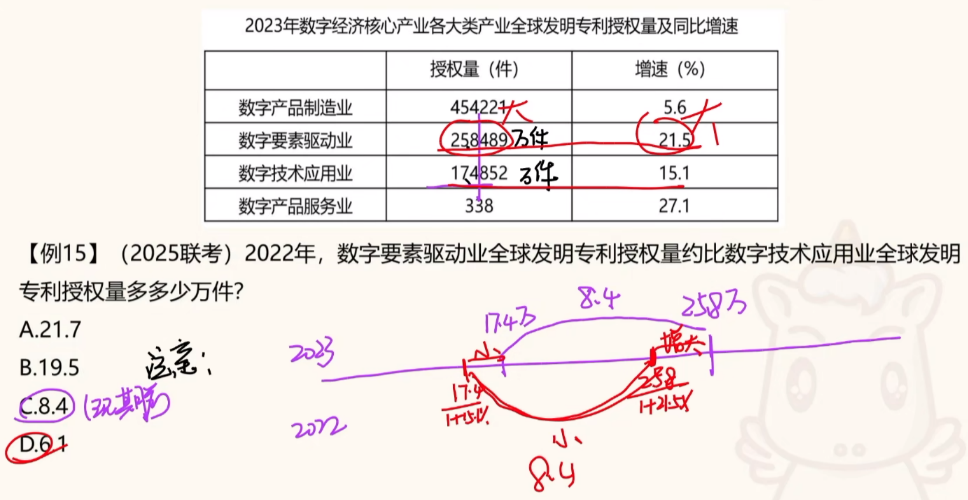 2023年数字经济核心产业各大类产业全球发明专利授权量及同比增速
授权量（件） 增速（%）
数字产品制造业 454221 大 5.6
数字要素驱动业 258489 万件 21.5
数字技术应用业 174852 万件 15.1
数字产品服务业 338 27.1
【例15】（2025联考）2022年，数字要素驱动业全球发明专利授权量约比数字技术应用业全球发明
专利授权量多多少万件？
A.21.7
B.19.5
C.8.4 (现期
D.6.1
注意：
2023 17.4万 8.4 25.8万
小
2022 17.4 25.8
1+15.1% 1+21.5%
小
8.4